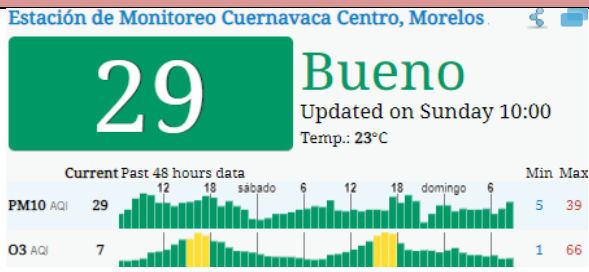 Estación de Monitoreo Cuernavaca Centro, Morelos.
29
Bueno
Updated on Sunday 10:00
Temp.: 23°C
Current Past 48 hours data Min Max
12 18 sábado 6 12 18 domingo 6
PM10 AQI 29 5 39
O3 AQI 7 1 66